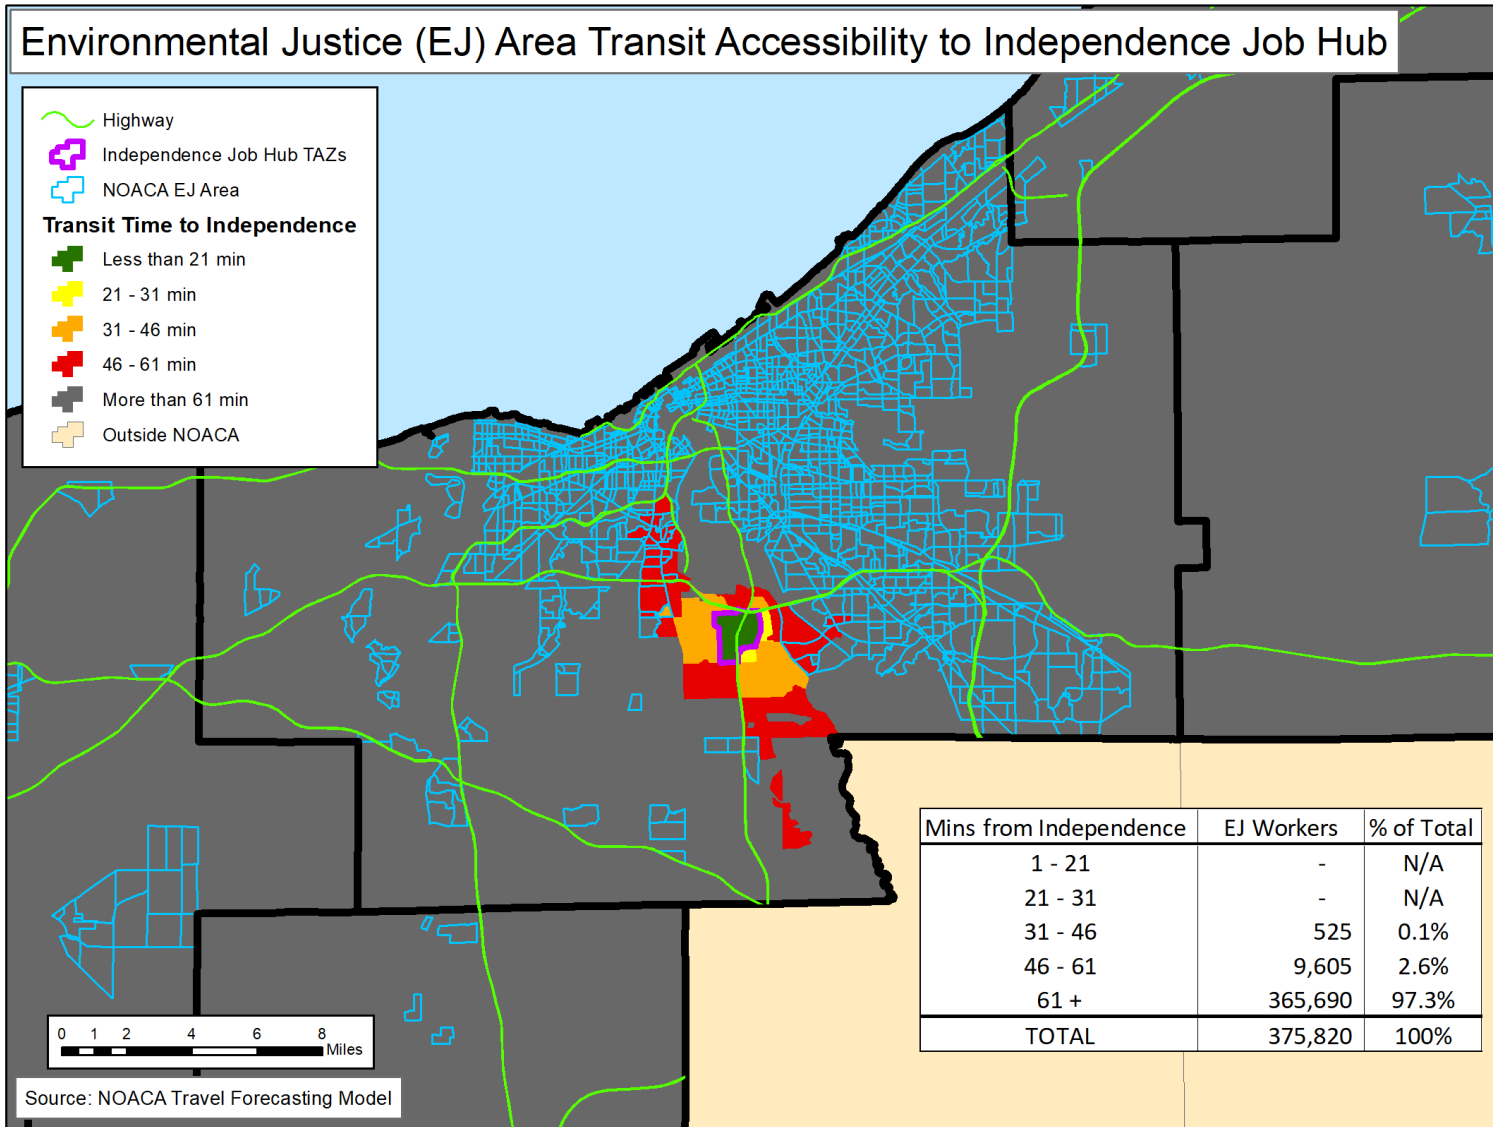 Environmental Justice (EJ) Area Transit Accessibility to Independence Job Hub
Highway
Independence Job Hub TAZs
NOACA EJ Area
Transit Time to Independence
Less than 21 min
21 - 31 min
31 - 46 min
46 - 61 min
More than 61 min
Outside NOACA
Mins from Independence EJ Workers % of Total
1 - 21 - N/A
21 - 31 - N/A
31 - 46 525 0.1%
46 - 61 9,605 2.6%
61 + 365,690 97.3%
TOTAL 375,820 100%
0 1 2 4 6 8
Miles
Source: NOACA Travel Forecasting Model